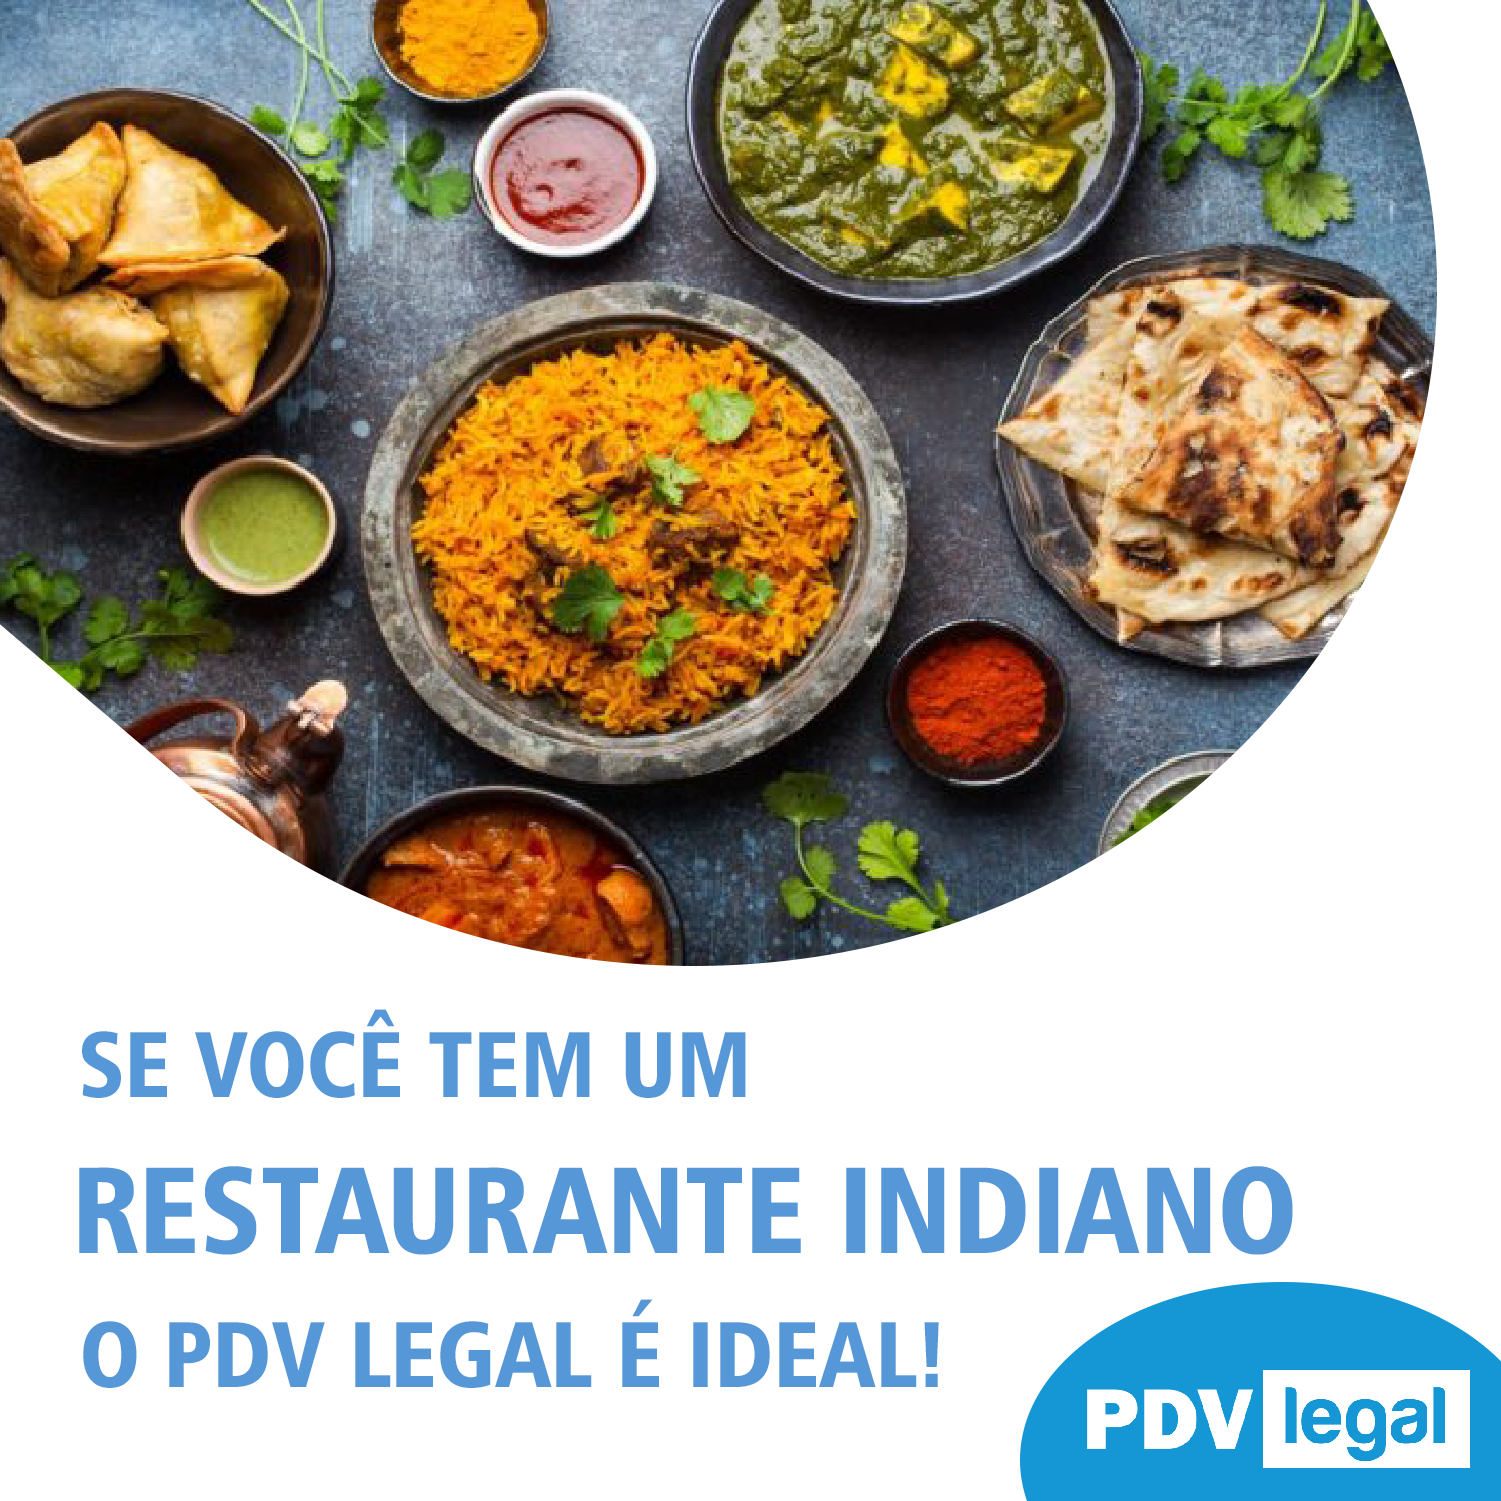 SE VOCÊ TEM UM
RESTAURANTE INDIANO
O PDV LEGAL É IDEAL!
PDV legal